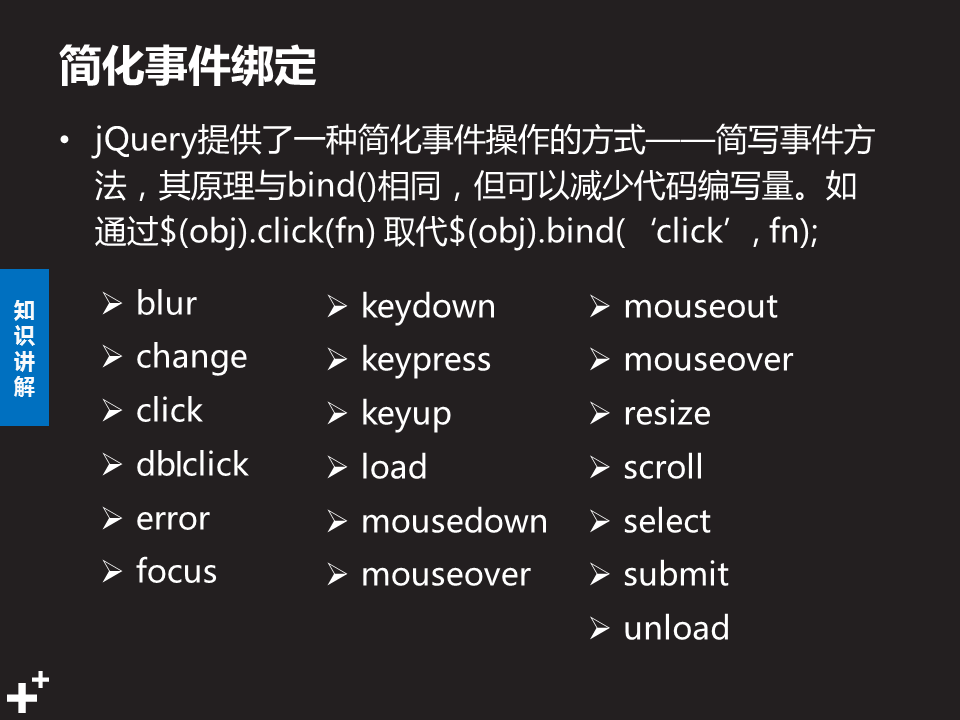 简化事件绑定
• jQuery提供了一种简化事件操作的方式——简写事件方
法，其原理与bind()相同，但可以减少代码编写量。如
通过$(obj).click(fn) 取代$(obj).bind(‘click’, fn);
知
识
讲
解
➢ blur
➢ change
➢ click
➢ dblclick
➢ error
➢ focus
➢ keydown
➢ keypress
➢ keyup
➢ load
➢ mousedown
➢ mouseover
➢ mouseout
➢ mouseover
➢ resize
➢ scroll
➢ select
➢ submit
➢ unload